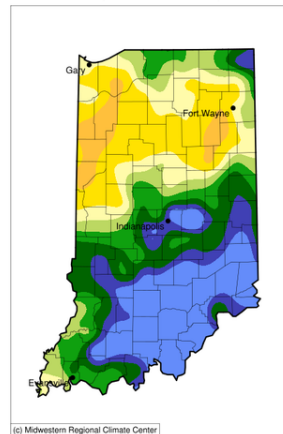 Gary
Fort Wayne
Indianapolis
Evansville
(c) Midwestern Regional Climate Center